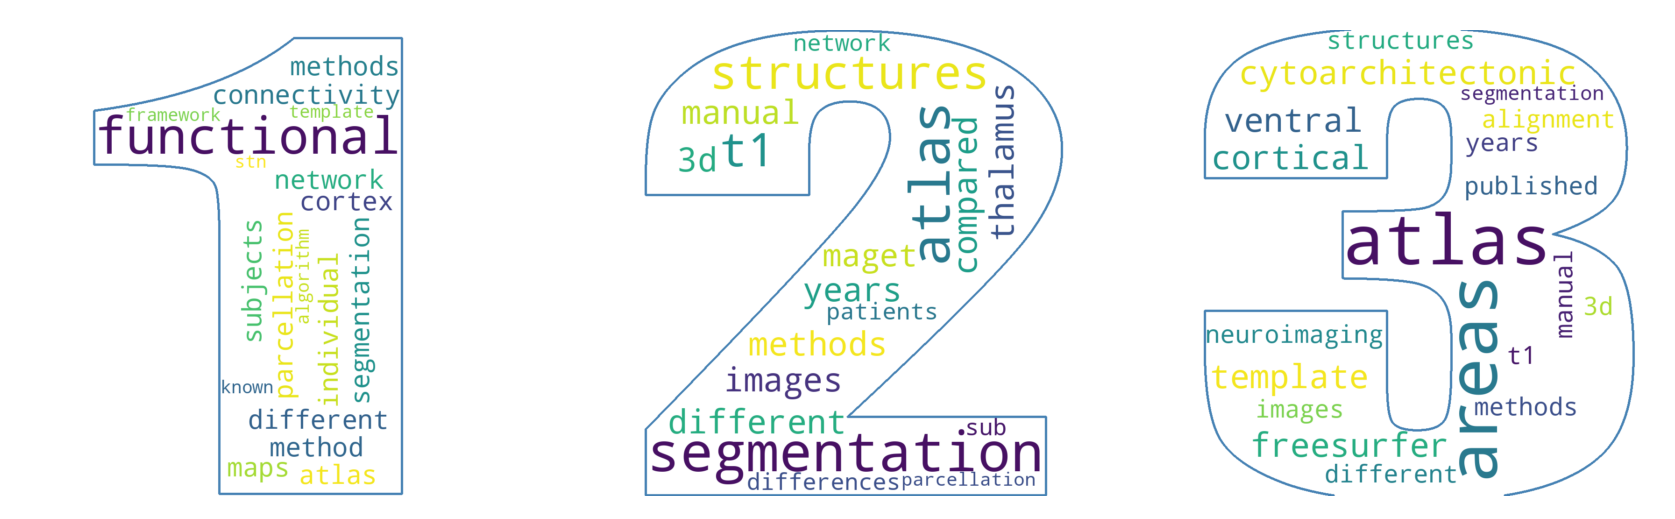 methods
connectivity
framework
template
functional
stn
network
cortex
subjects
parcellation
algorithm
individual
segmentation
known
different
method
maps
atlas
network
structures
manual
3d
t1
atlas
compared
thalamus
maget
years
patients
methods
images
different
sub
segmentation
differences
parcellation
structures
cytoarchitectonic
segmentation
ventral
alignment
years
cortical
published
atlas
areas
manual
3d
neuroimaging
t1
template
images
methods
freesurfer
different